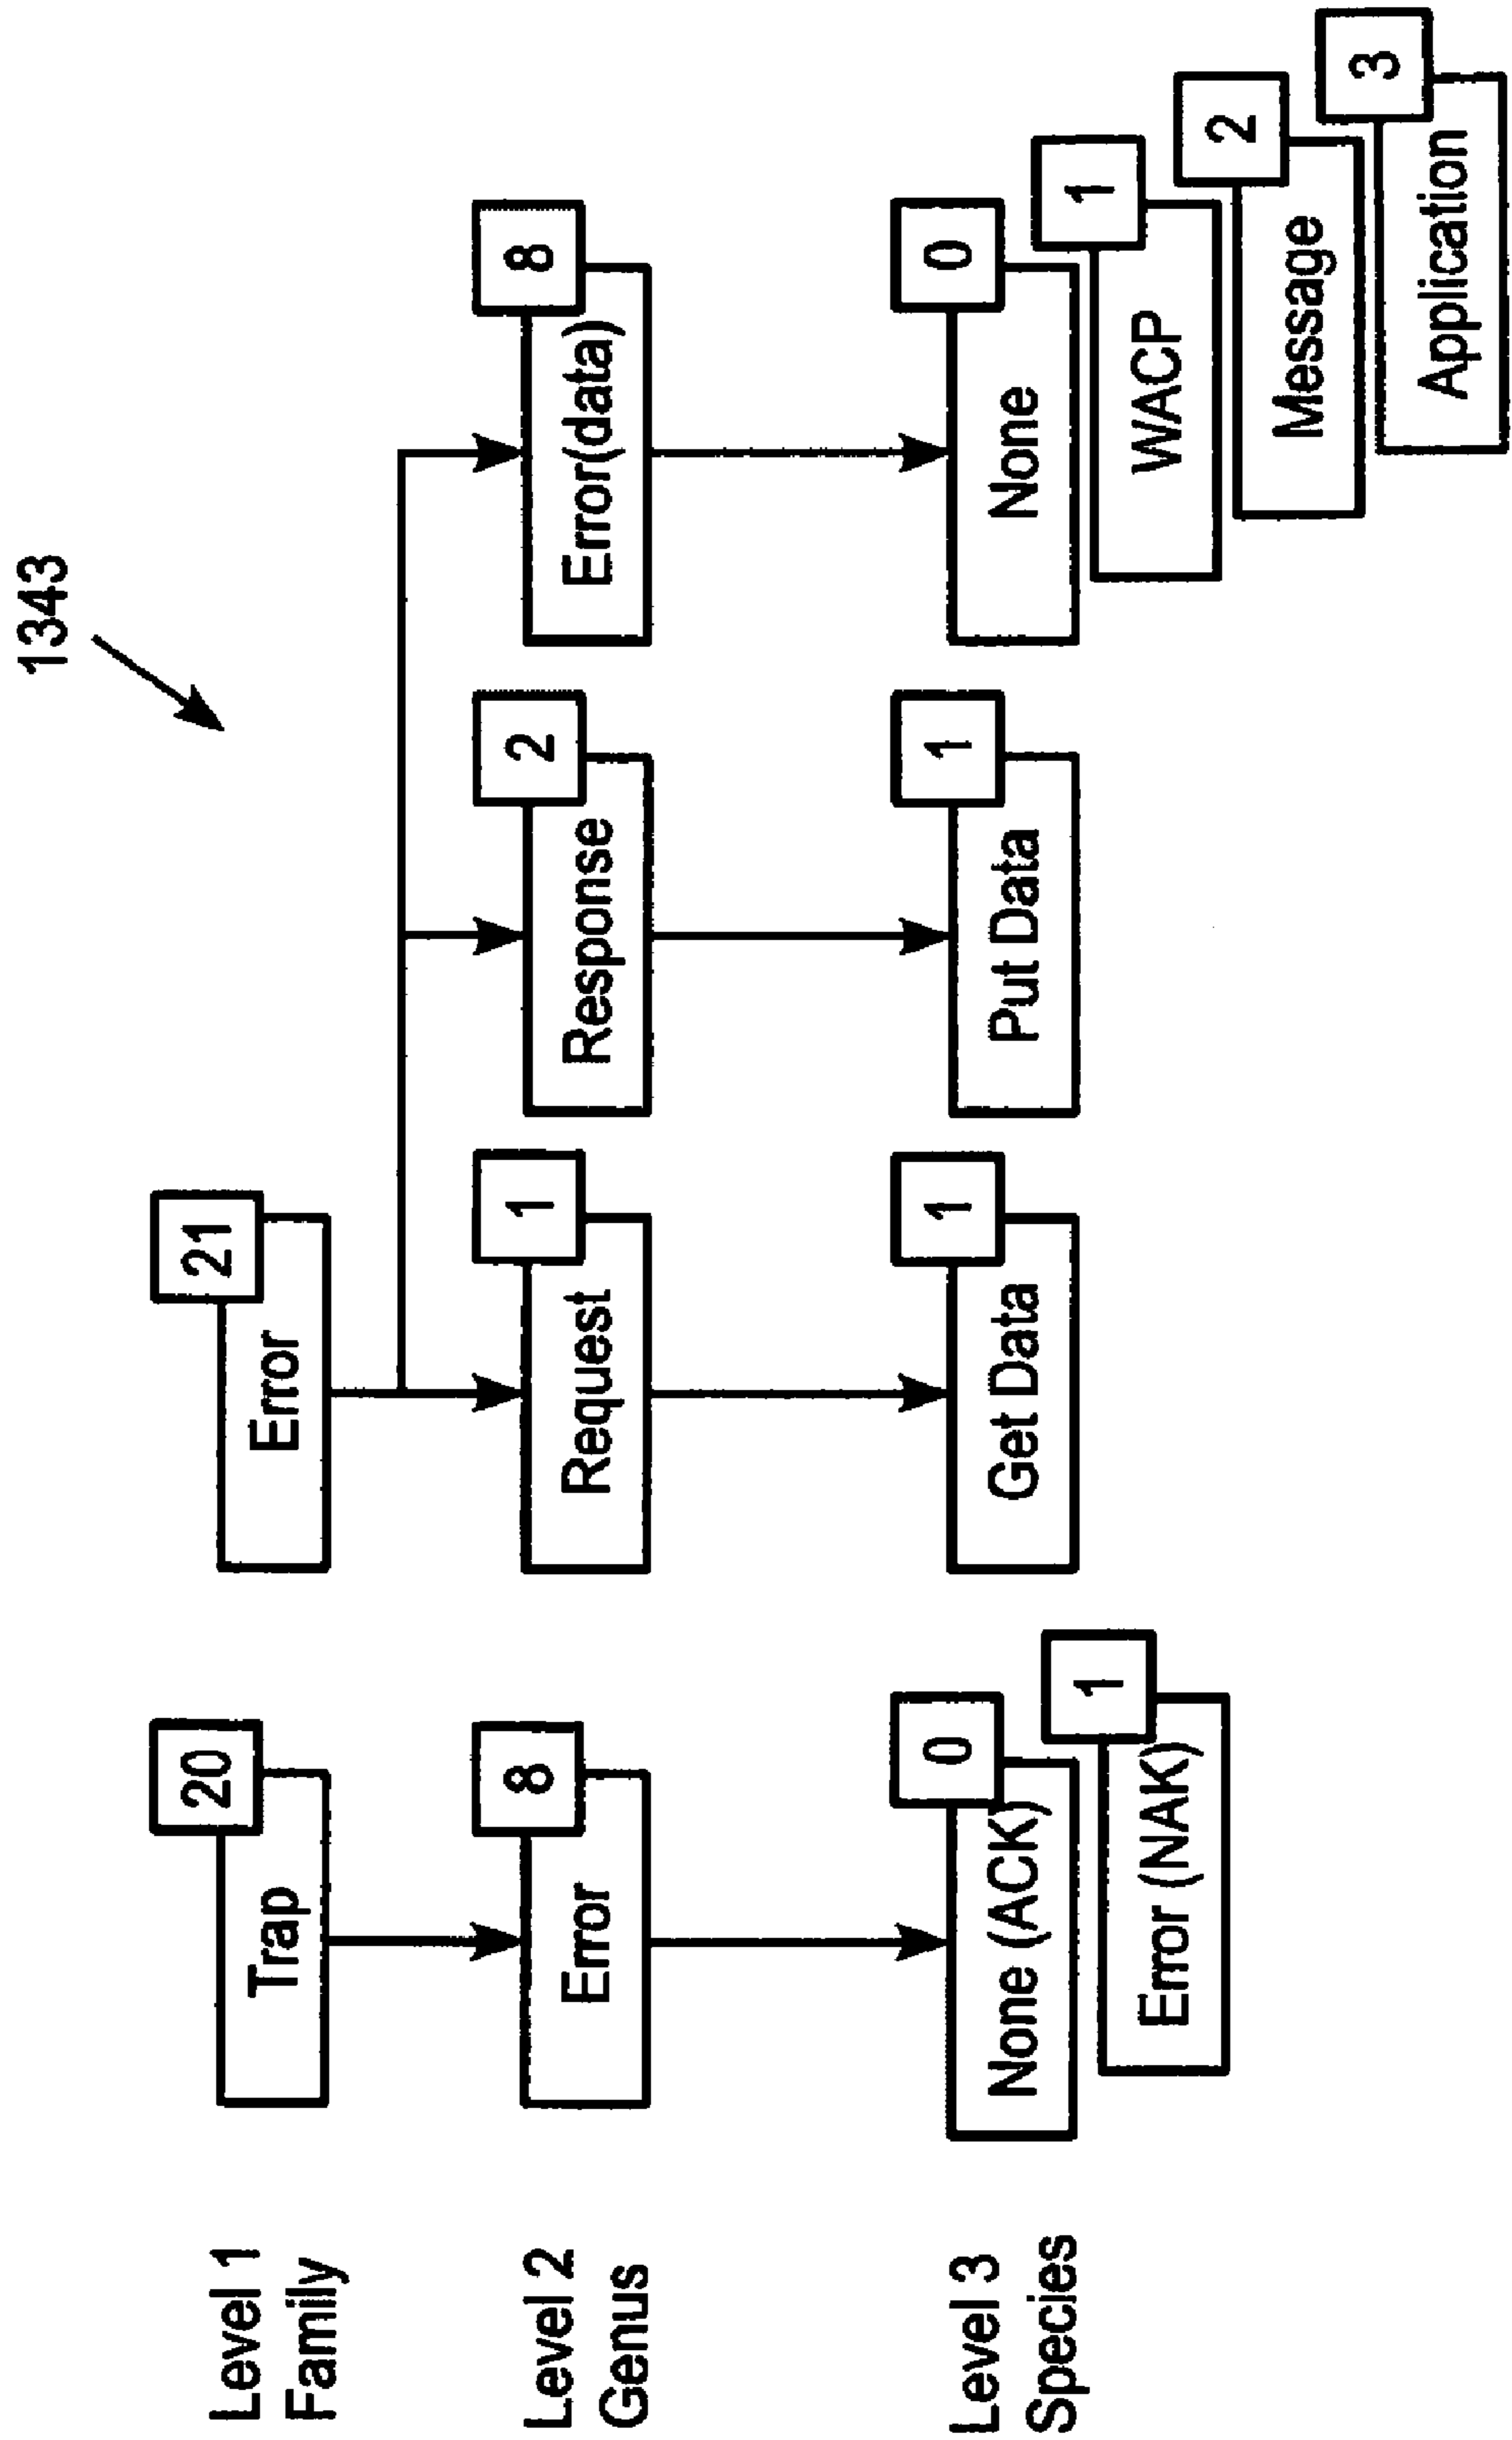 1343
Level 1
Family
Trap
20
Error
21
Level 2
Genus
Error
8
Request
1
Response
2
Error(data)
8
Level 3
Species
None (ACK)
0
Error (NAK)
1
Get Data
1
Put Data
1
None
0
WACP
1
Message
2
Application
3